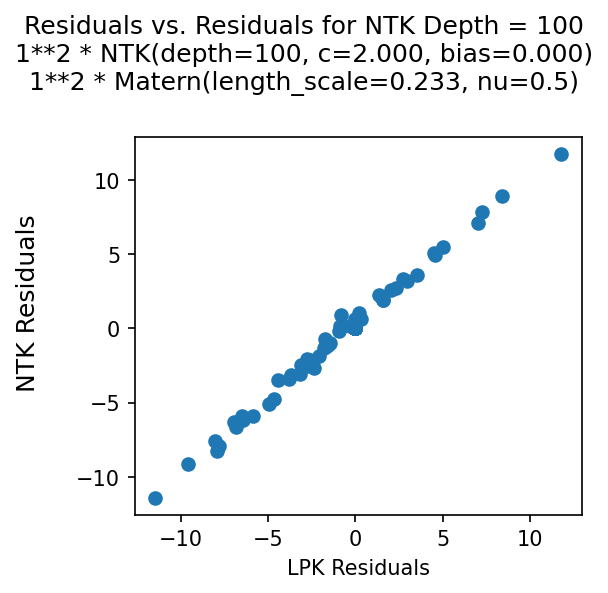 Residuals vs. Residuals for NTK Depth = 100
1**2 * NTK(depth=100, c=2.000, bias=0.000)
1**2 * Matern(length_scale=0.233, nu=0.5)
10
5
0
−5
−10
NTK Residuals
−10 −5 0 5 10
LPK Residuals